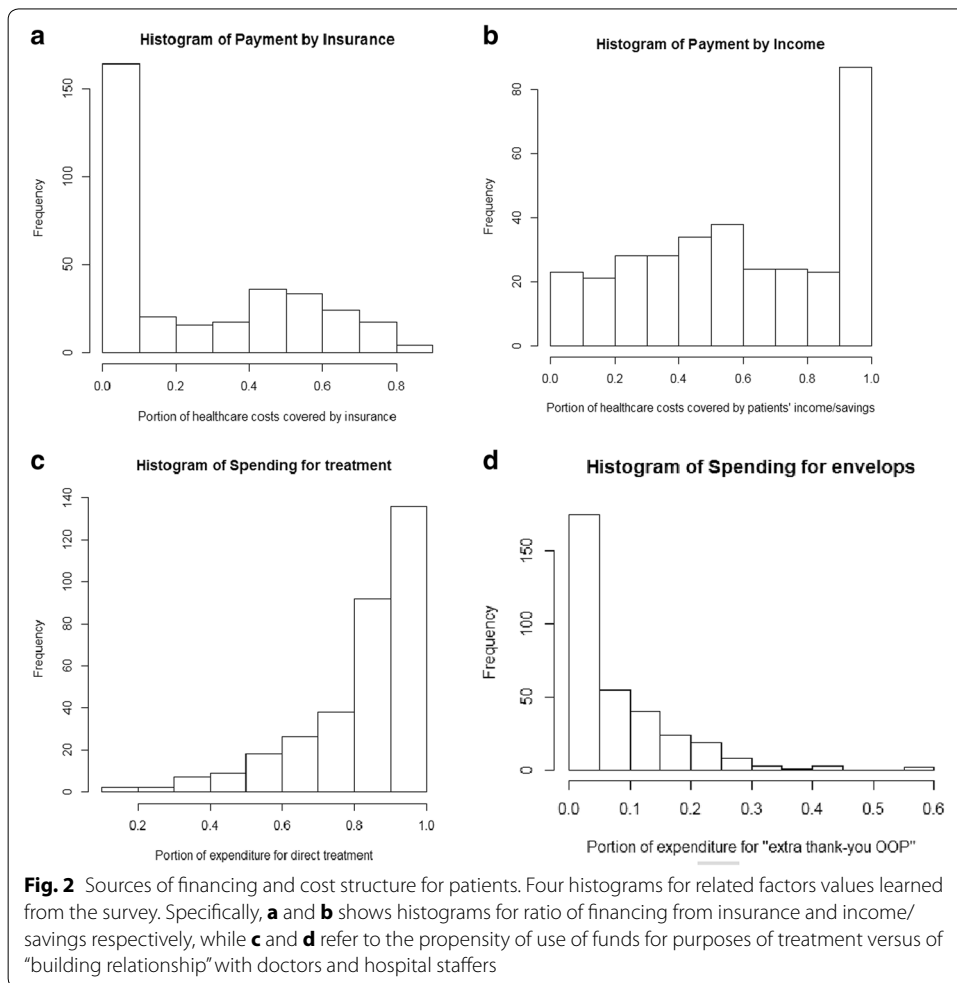 a
Histogram of Payment by Insurance
Frequency
150
100
50
0
0.0 0.2 0.4 0.6 0.8
Portion of healthcare costs covered by insurance
b
Histogram of Payment by Income
Frequency
80
60
40
20
0
0.0 0.2 0.4 0.6 0.8 1.0
Portion of healthcare costs covered by patients' income/savings
c
Histogram of Spending for treatment
Frequency
140
120
100
80
60
40
20
0
0.2 0.4 0.6 0.8 1.0
Portion of expenditure for direct treatment
d
Histogram of Spending for envelops
Frequency
150
100
50
0
0.0 0.1 0.2 0.3 0.4 0.5 0.6
Portion of expenditure for "extra thank-you OOP"
Fig. 2 Sources of financing and cost structure for patients. Four histograms for related factors values learned
from the survey. Specifically, a and b shows histograms for ratio of financing from insurance and income/
savings respectively, while c and d refer to the propensity of use of funds for purposes of treatment versus of
“building relationship” with doctors and hospital staffers